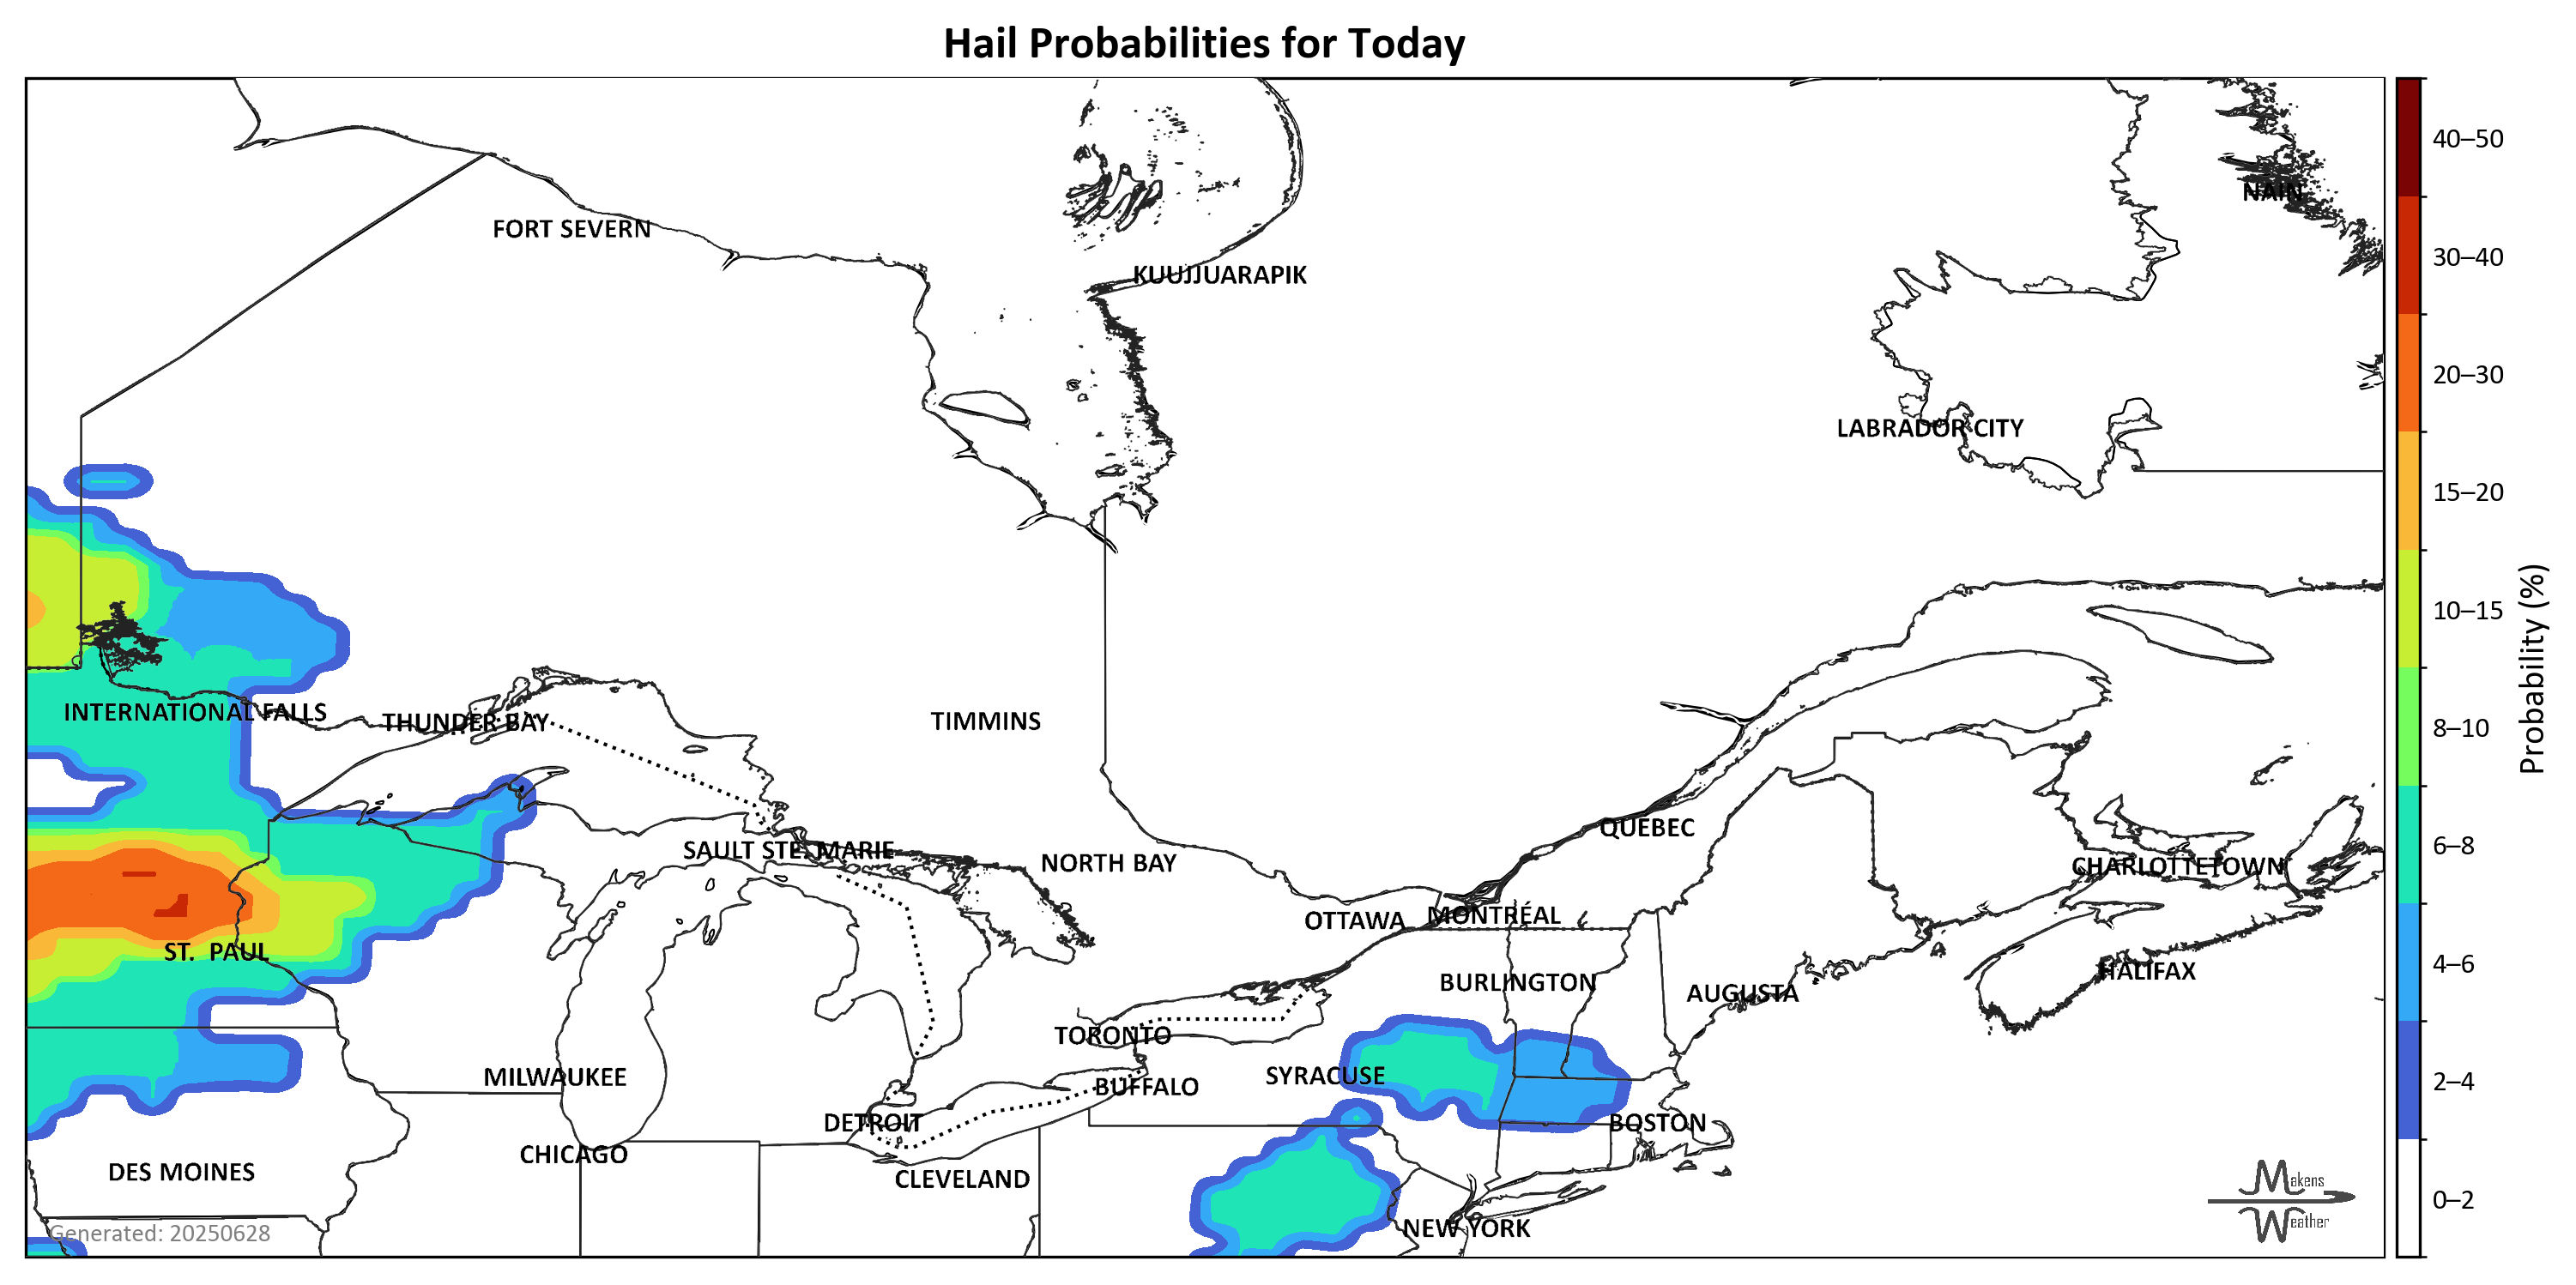 Hail Probabilities for Today
NAIN
FORT SEVERN
KUUJJUARAPIK
LABRADOR CITY
INTERNATIONAL FALLS
THUNDER BAY
TIMMINS
QUEBEC
SAULT STE. MARIE
NORTH BAY
CHARLOTTETOWN
OTTAWA
MONTRÉAL
ST. PAUL
HALIFAX
BURLINGTON
AUGUSTA
TORONTO
MILWAUKEE
SYRACUSE
BUFFALO
DETROIT
BOSTON
CHICAGO
DES MOINES
CLEVELAND
NEW YORK
Generated: 20250628
Makens
Weather
40–50
30–40
20–30
15–20
10–15
8–10
6–8
4–6
2–4
0–2
Probability (%)